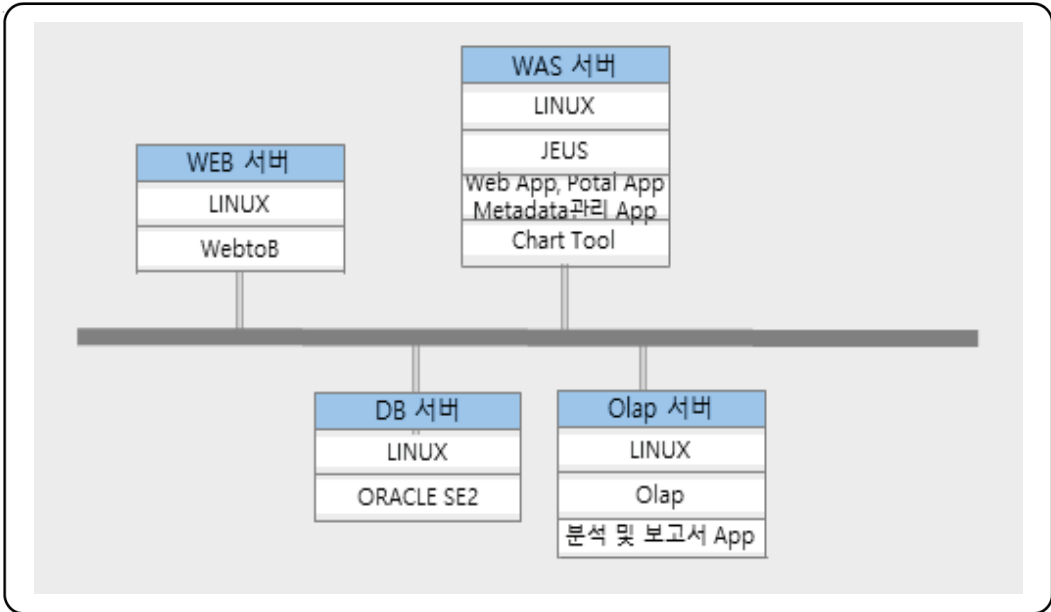 WEB 서버
LINUX
WebtoB
WAS 서버
LINUX
JEUS
Web App, Potal App
Metadata관리 App
Chart Tool
DB 서버
LINUX
ORACLE SE2
Olap 서버
LINUX
Olap
분석 및 보고서 App